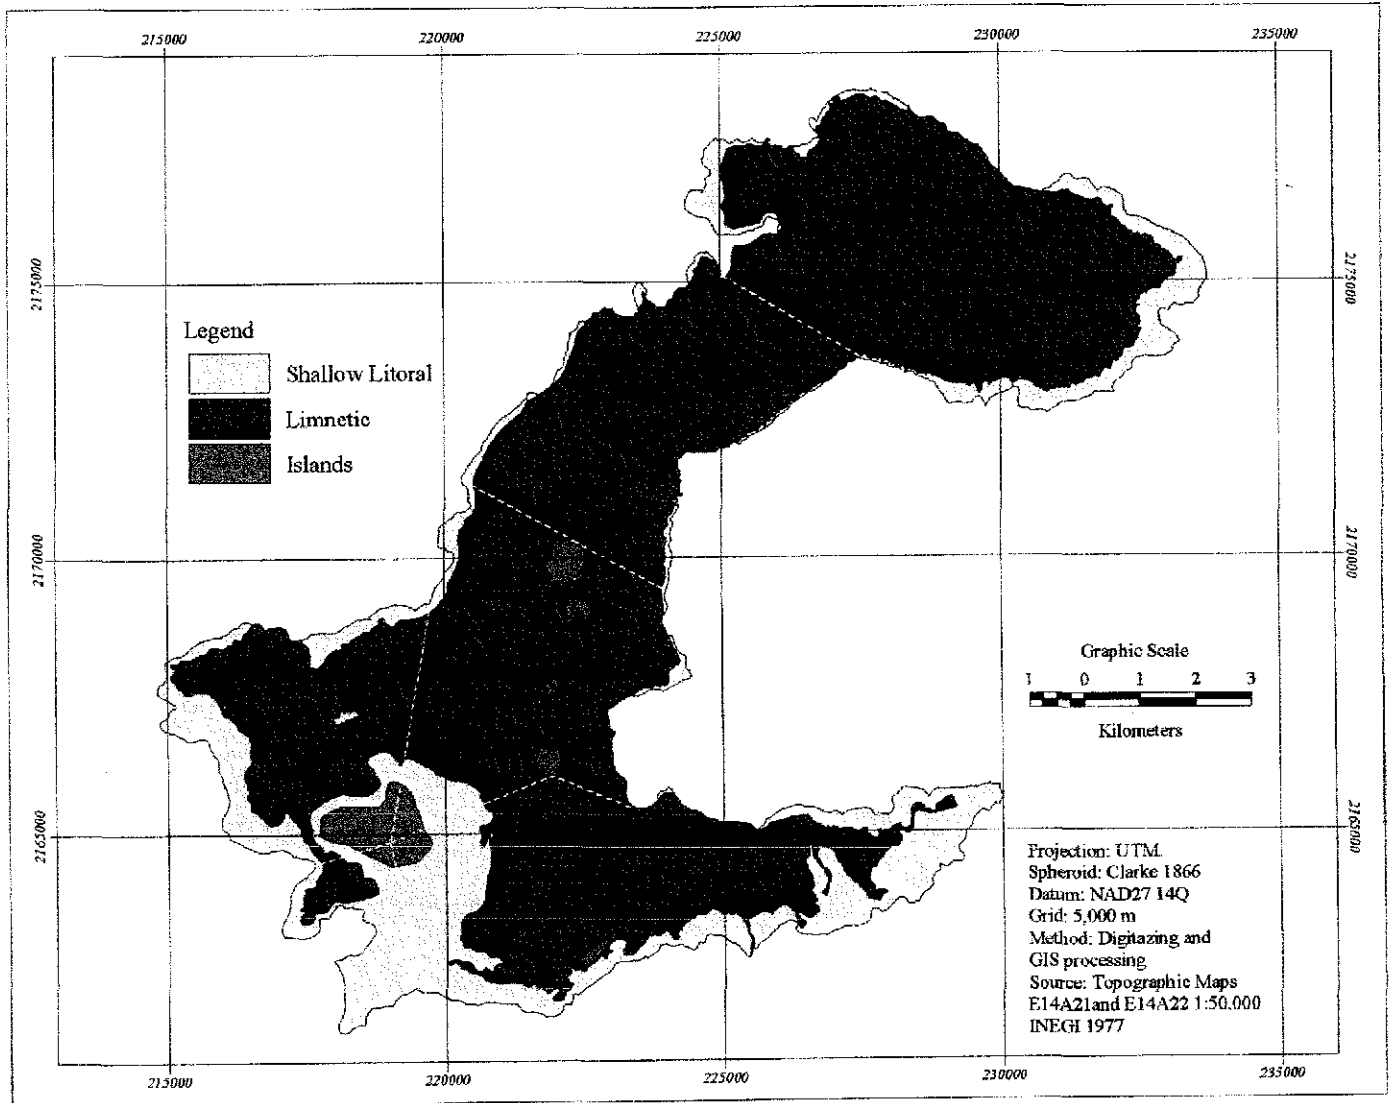 215000 220000 225000 230000 235000
2175000 2175000
Legend
Shallow Litoral
Limnetic
Islands
2170000 2170000
Graphic Scale
1 0 1 2 3
Kilometers
2165000 2165000
Projection: UTM.
Spheroid: Clarke 1866
Datum: NAD27 14Q
Grid: 5,000 m
Method: Digitazing and
GIS processing
Source: Topographic Maps
E14A21and E14A22 1:50,000
INEGI 1977
215000 220000 225000 230000 235000